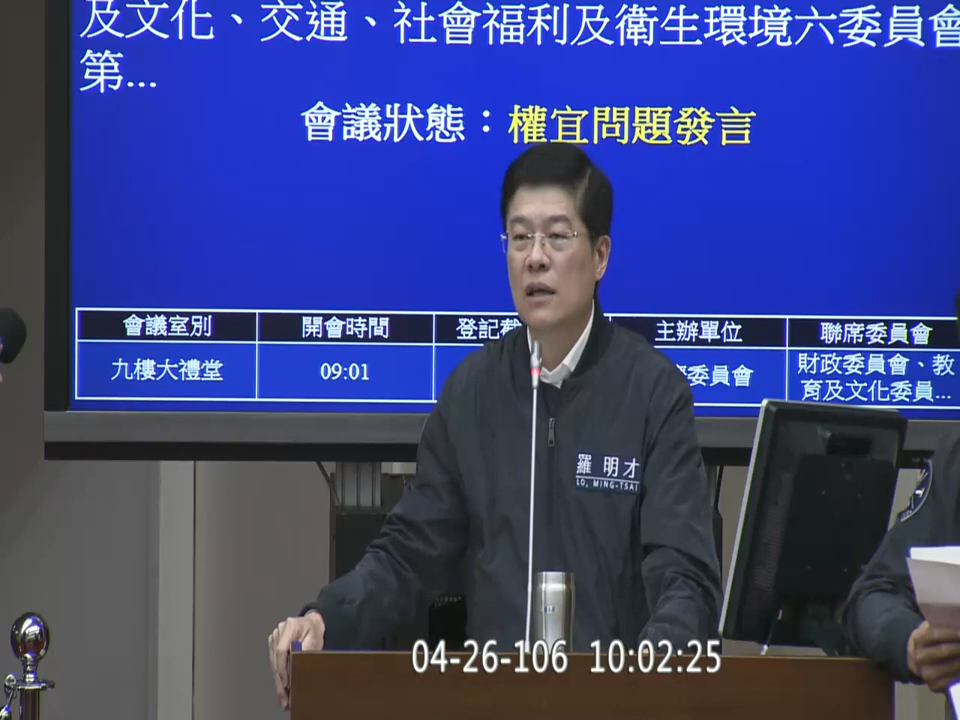 及文化、交通、社會福利及衛生環境六委員會
第...
會議狀態：權宜問題發言
會議室別 開會時間 登記截 主辦單位 聯席委員會
九樓大禮堂 09:01 委員會 財政委員會、教
育及文化委員...
羅明才
LO, MING-TSAI
04-26-106 10:02:25